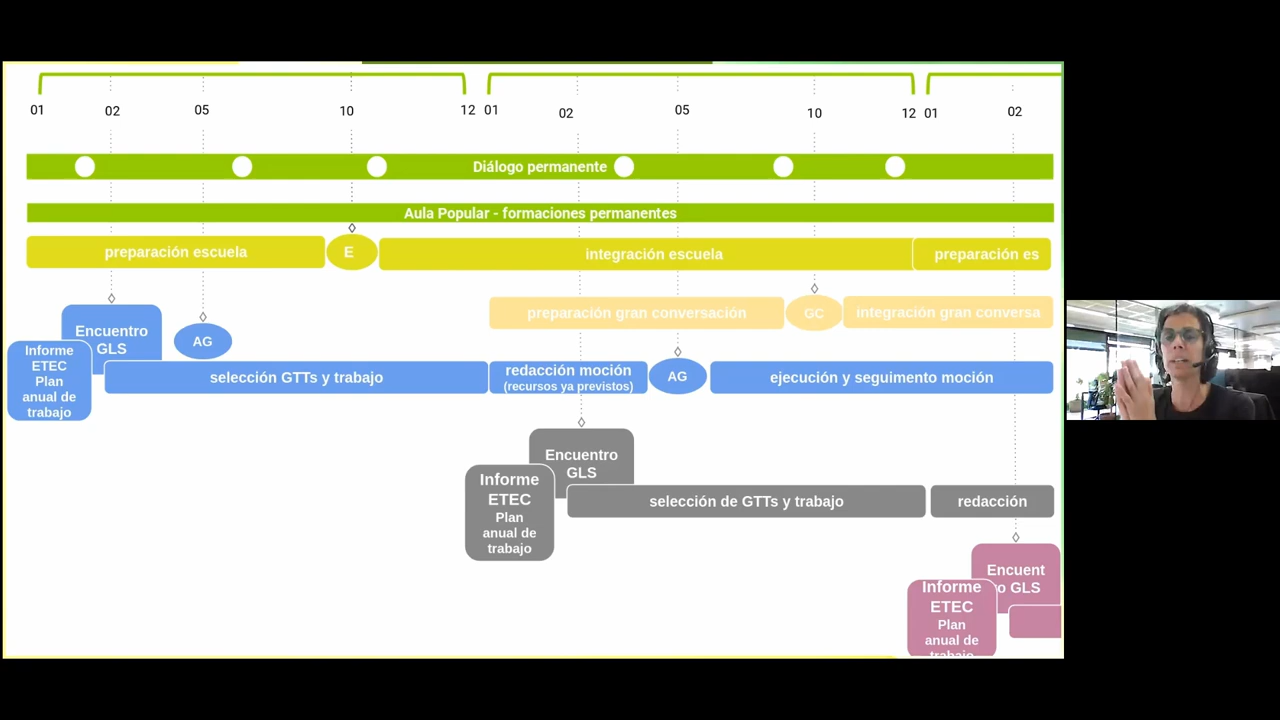 01 02 05 10 12 01 02 05 10 12 01 02
Diálogo permanente
Aula Popular - formaciones permanentes
preparación escuela
E
integración escuela
preparación es
preparación gran conversación
GC
integración gran conversa
Encuentro
GLS
AG
Informe
ETEC
Plan
anual de
trabajo
selección GTTs y trabajo
redacción moción
(recursos ya previstos)
AG
ejecución y seguimento moción
Encuentro
GLS
Informe
ETEC
Plan
anual de
trabajo
selección de GTTs y trabajo
redacción
Encuent
ro GLS
Informe
ETEC
Plan
anual de
trabajo